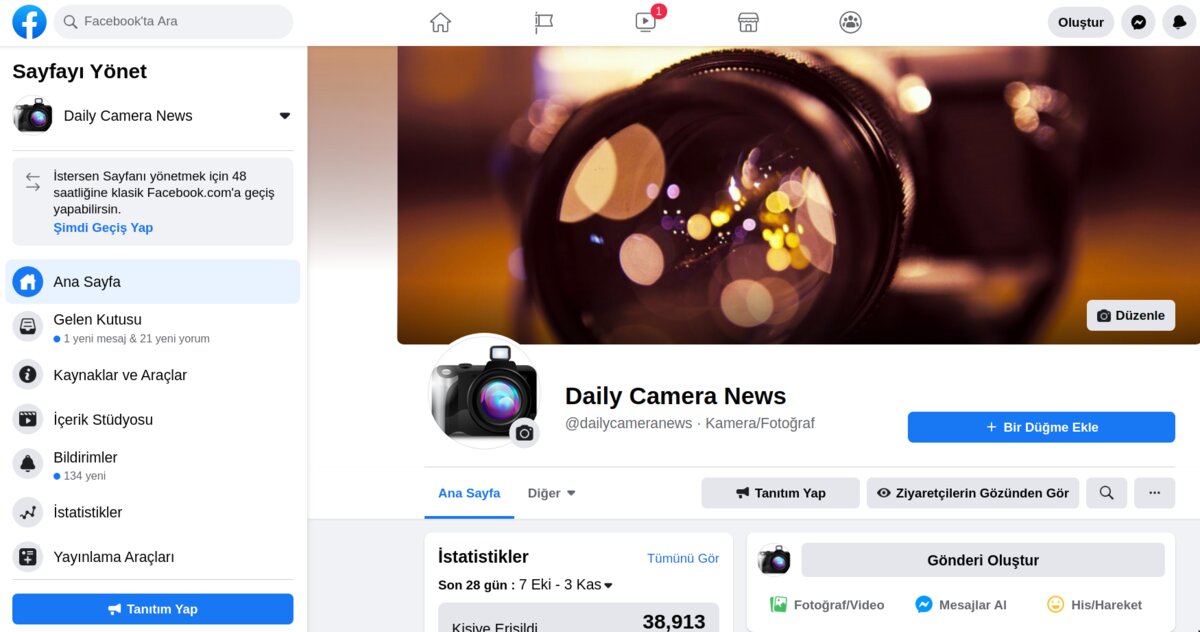 Facebook'ta Ara
1
Oluştur
Sayfayı Yönet
Daily Camera News
İstersen Sayfanı yönetmek için 48
saatliğine klasik Facebook.com'a geçiş
yapabilirsin.
Şimdi Geçiş Yap
Ana Sayfa
Gelen Kutusu
1 yeni mesaj & 21 yeni yorum
Kaynaklar ve Araçlar
İçerik Stüdyosu
Bildirimler
134 yeni
İstatistikler
Yayınlama Araçları
Tanıtım Yap
Düzenle
Daily Camera News
@dailycameranews · Kamera/Fotoğraf
+ Bir Düğme Ekle
Ana Sayfa
Diğer
Tanıtım Yap
Ziyaretçilerin Gözünden Gör
İstatistikler
Tümünü Gör
Son 28 gün : 7 Eki - 3 Kas
Kişiye Erişildi
38,913
Gönderi Oluştur
Fotoğraf/Video
Mesajlar Al
His/Hareket